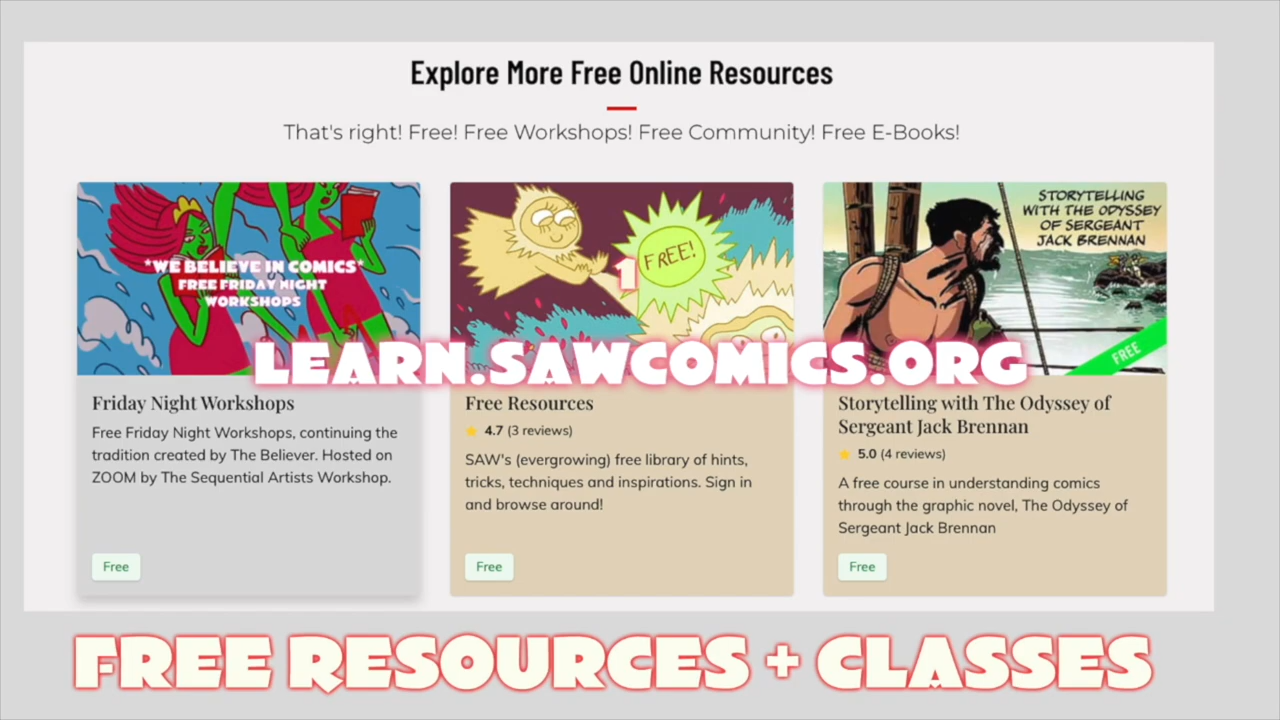 Explore More Free Online Resources
That's right! Free! Free Workshops! Free Community! Free E-Books!
*WE BELIEVE IN COMICS*
FREE FRIDAY NIGHT
WORKSHOPS
FREE!
1
STORYTELLING
WITH THE ODYSSEY
OF SERGEANT
JACK BRENNAN
FREE
LEARN.SAWCOMICS.ORG
Friday Night Workshops
Free Friday Night Workshops, continuing the
tradition created by The Believer. Hosted on
ZOOM by The Sequential Artists Workshop.
Free
Free Resources
4.7 (3 reviews)
SAW's (evergrowing) free library of hints,
tricks, techniques and inspirations. Sign in
and browse around!
Free
Storytelling with The Odyssey of
Sergeant Jack Brennan
5.0 (4 reviews)
A free course in understanding comics
through the graphic novel, The Odyssey of
Sergeant Jack Brennan
Free
FREE RESOURCES + CLASSES